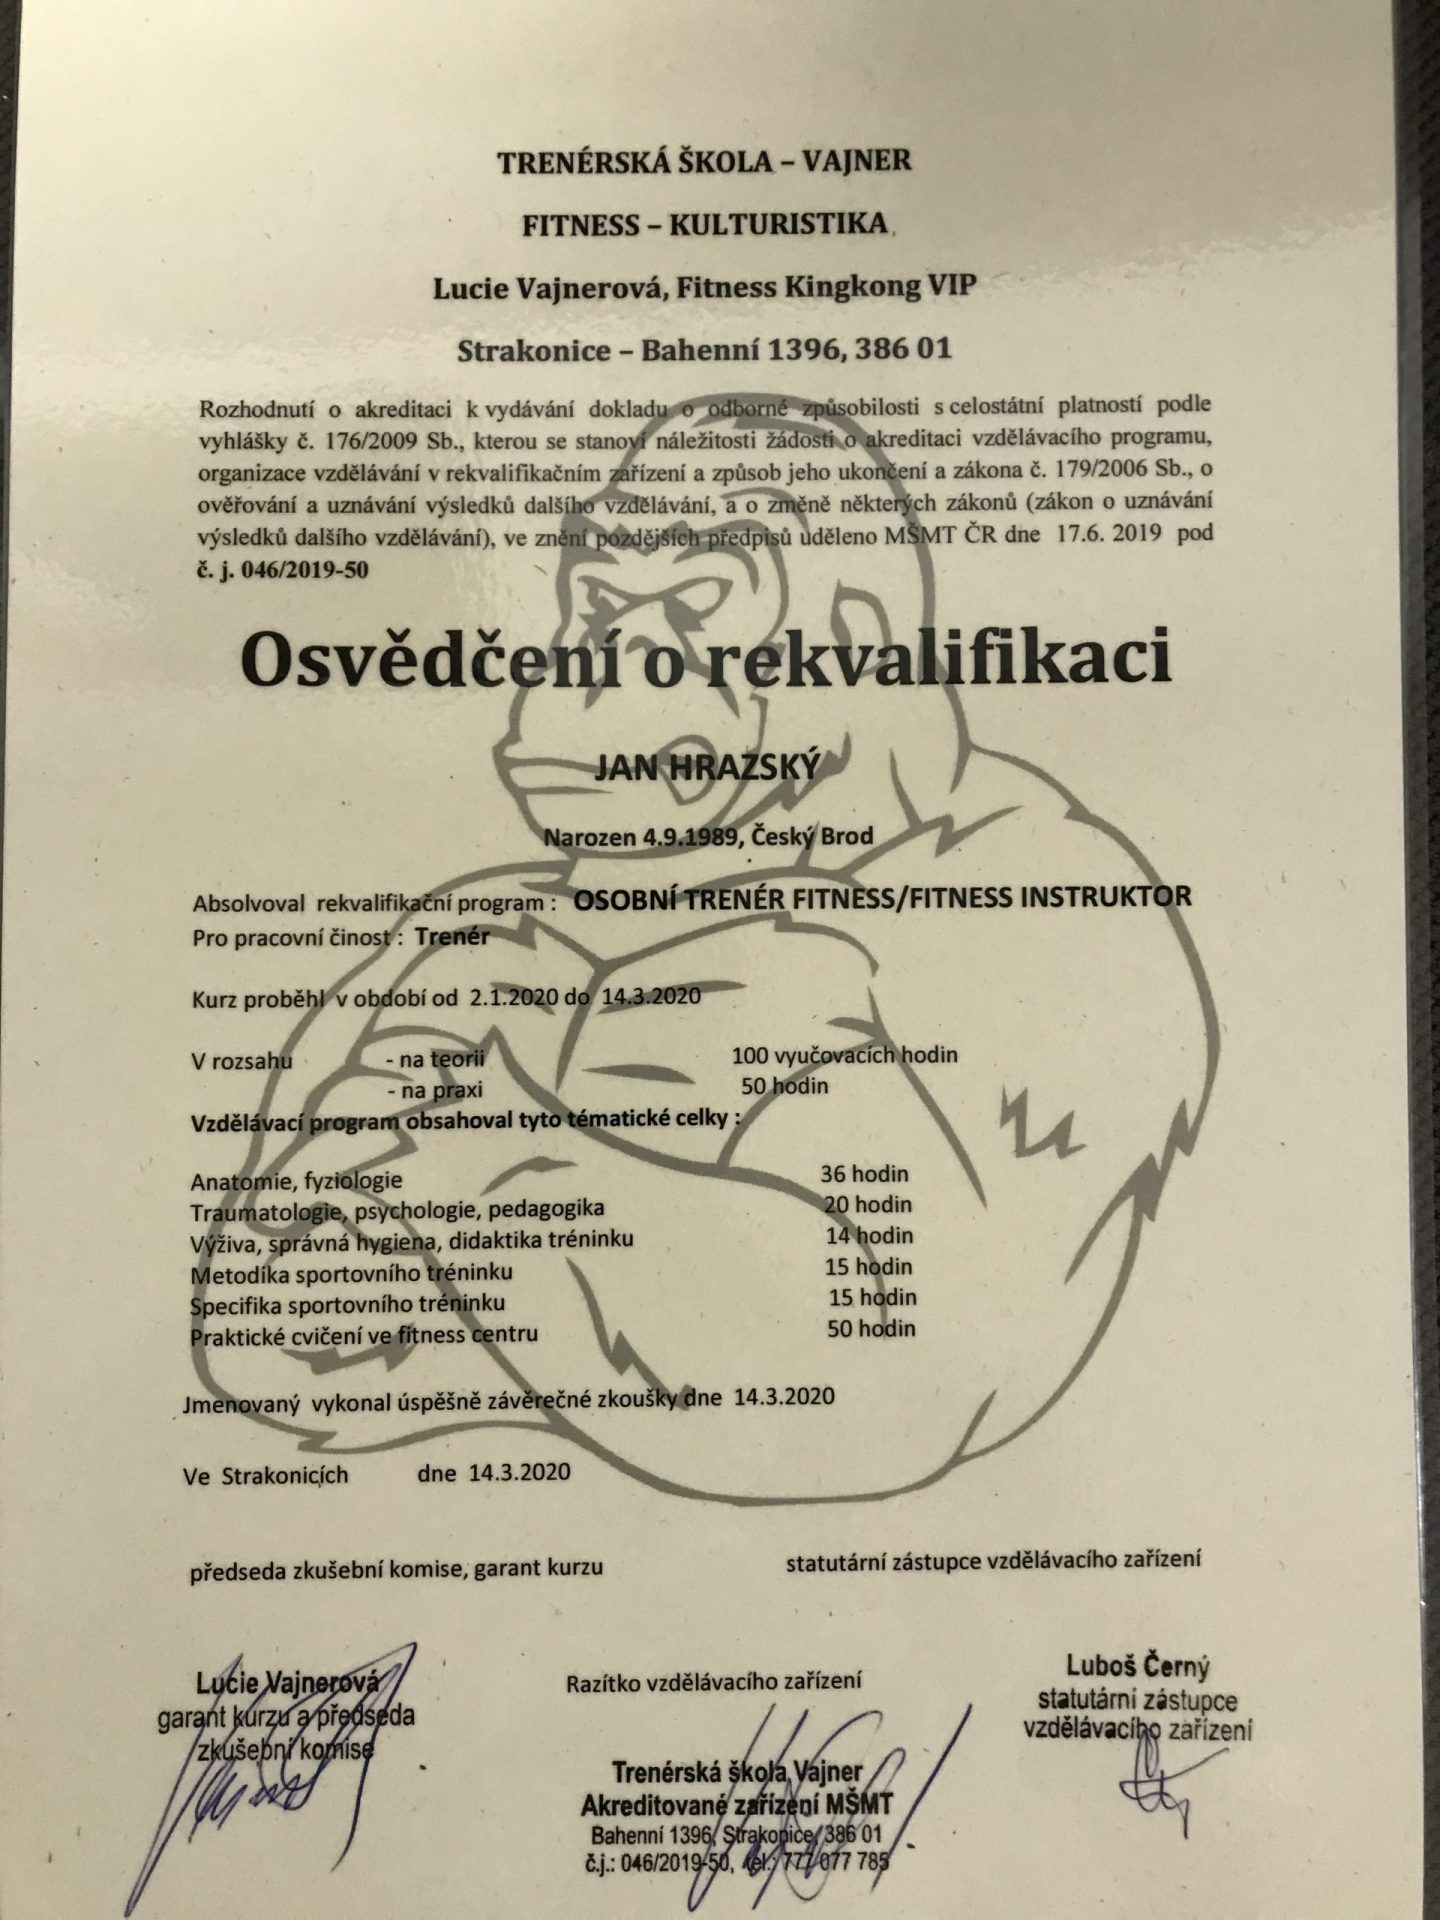 TRENÉRSKÁ ŠKOLA – VAJNER
FITNESS – KULTURISTIKA
Lucie Vajnerová, Fitness Kingkong VIP
Strakonice – Bahenní 1396, 386 01
Rozhodnutí o akreditaci k vydávání dokladu o odborné způsobilosti s celostátní platností podle
vyhlášky č. 176/2009 Sb., kterou se stanoví náležitosti žádosti o akreditaci vzdělávacího programu,
organizace vzdělávání v rekvalifikačním zařízení a způsob jeho ukončení a zákona č. 179/2006 Sb., o
ověřování a uznávání výsledků dalšího vzdělávání, a o změně některých zákonů (zákon o uznávání
výsledků dalšího vzdělávání), ve znění pozdějších předpisů uděleno MŠMT ČR dne 17.6. 2019 pod
č. j. 046/2019-50
Osvědčení o rekvalifikaci
JAN HRAZSKÝ
Narozen 4.9.1989, Český Brod
Absolvoval rekvalifikační program : OSOBNÍ TRENÉR FITNESS/FITNESS INSTRUKTOR
Pro pracovní činost : Trenér
Kurz proběhl v období od 2.1.2020 do 14.3.2020
V rozsahu - na teorii 100 vyučovacích hodin
- na praxi 50 hodin
Vzdělávací program obsahoval tyto tématické celky :
Anatomie, fyziologie 36 hodin
Traumatologie, psychologie, pedagogika 20 hodin
Výživa, správná hygiena, didaktika tréninku 14 hodin
Metodika sportovního tréninku 15 hodin
Specifika sportovního tréninku 15 hodin
Praktické cvičení ve fitness centru 50 hodin
Jmenovaný vykonal úspěšně závěrečné zkoušky dne 14.3.2020
Ve Strakonicích dne 14.3.2020
předseda zkušební komise, garant kurzu statutární zástupce vzdělávacího zařízení
Lucie Vajnerová
garant kurzu a předseda
zkušební komise
Razítko vzdělávacího zařízení
Trenérská škola Vajner
Akreditované zařízení MŠMT
Bahenní 1396, Strakonice, 386 01
č.j.: 046/2019-50, tel.: 777 077 785
Luboš Černý
statutární zástupce
vzdělávacího zařízení